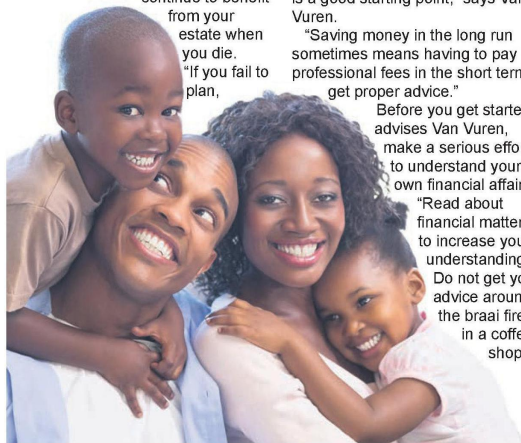 continue to benefit
from your
estate when
you die.
"If you fail to
plan,
is a good starting point," says Van
Vuren.
"Saving money in the long run
sometimes means having to pay
professional fees in the short term
get proper advice."
Before you get starte
advises Van Vuren,
make a serious effo
to understand your
own financial affair
"Read about
financial matter
to increase you
understanding
Do not get yo
advice aroun
the braai fire
in a coffe
shop